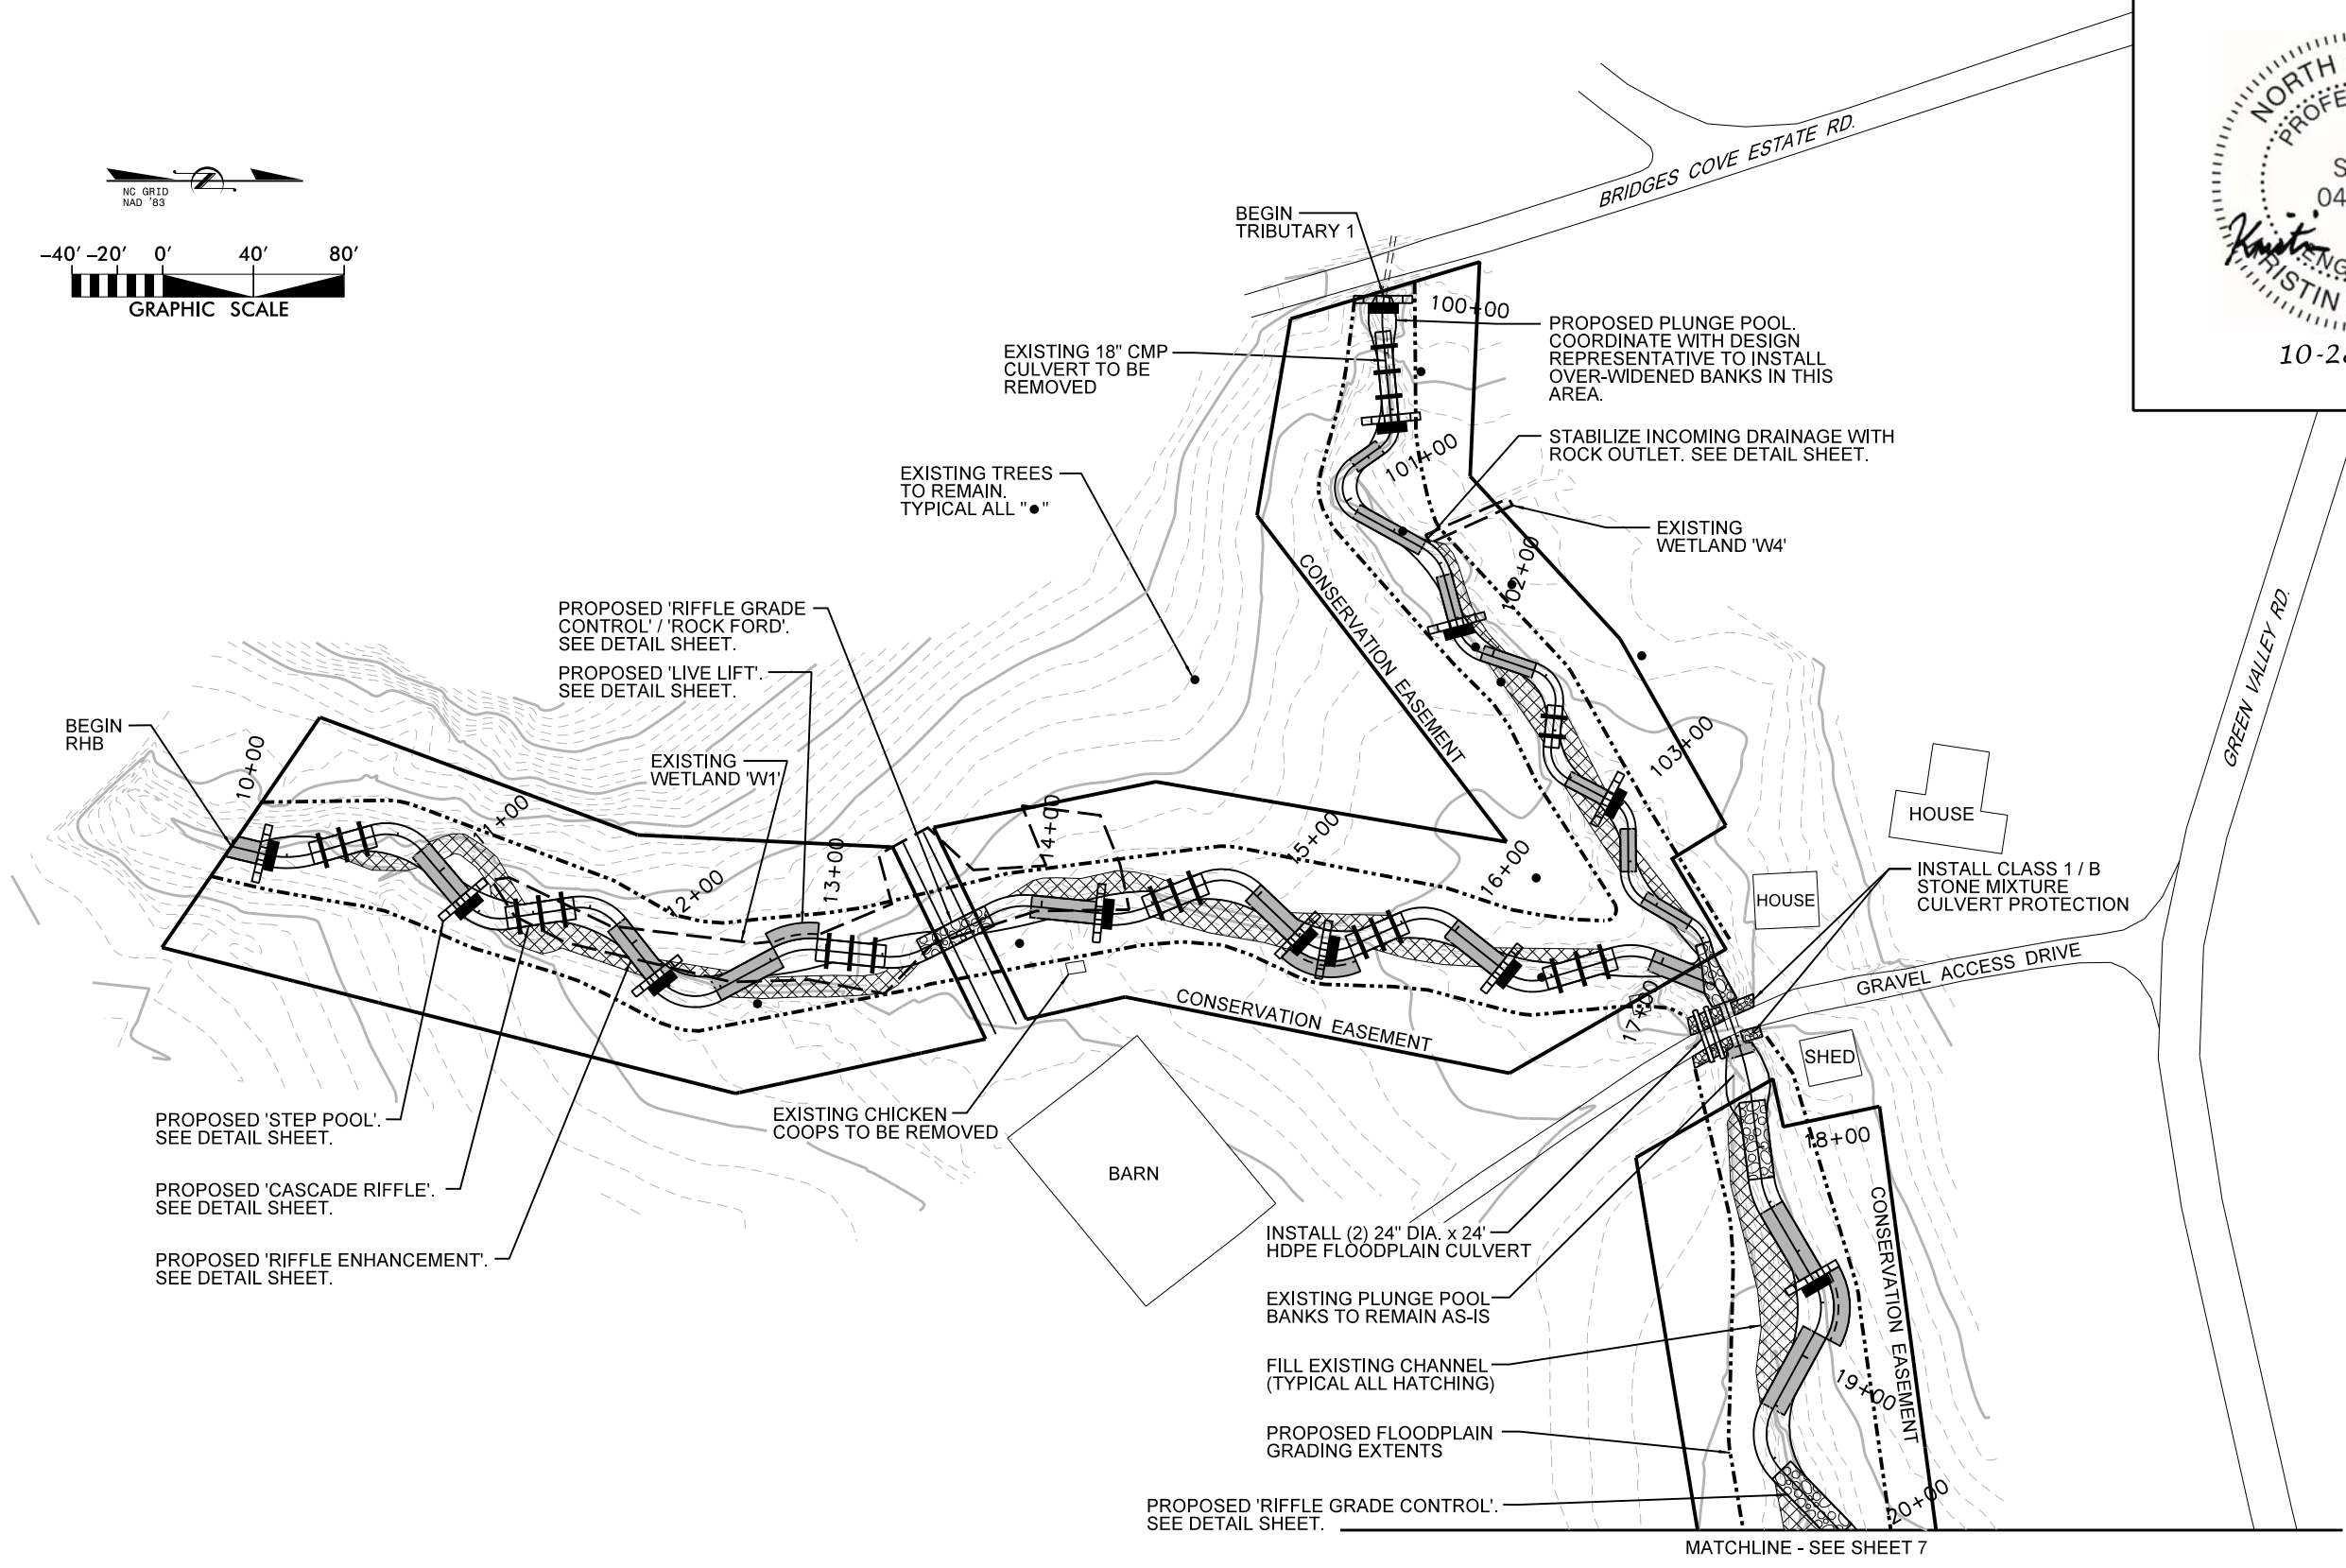 NC GRID
NAD '83
–40' –20' 0' 40' 80'
GRAPHIC SCALE
NORTH
KRISTIN
10-28
BRIDGES COVE ESTATE RD.
BEGIN
TRIBUTARY 1
100+00
PROPOSED PLUNGE POOL.
COORDINATE WITH DESIGN
REPRESENTATIVE TO INSTALL
OVER-WIDENED BANKS IN THIS
AREA.
EXISTING 18" CMP
CULVERT TO BE
REMOVED
101+00
STABILIZE INCOMING DRAINAGE WITH
ROCK OUTLET. SEE DETAIL SHEET.
EXISTING TREES
TO REMAIN.
TYPICAL ALL "●"
EXISTING
WETLAND 'W4'
102+00
CONSERVATION EASEMENT
GREEN VALLEY RD.
PROPOSED 'RIFFLE GRADE
CONTROL' / 'ROCK FORD'.
SEE DETAIL SHEET.
PROPOSED 'LIVE LIFT'.
SEE DETAIL SHEET.
BEGIN
RHB
10+00
EXISTING
WETLAND 'W1'
103+00
HOUSE
11+00
12+00
13+00
14+00
15+00
16+00
17+00
HOUSE
INSTALL CLASS 1 / B
STONE MIXTURE
CULVERT PROTECTION
GRAVEL ACCESS DRIVE
CONSERVATION EASEMENT
SHED
PROPOSED 'STEP POOL'.
SEE DETAIL SHEET.
EXISTING CHICKEN
COOPS TO BE REMOVED
BARN
18+00
PROPOSED 'CASCADE RIFFLE'.
SEE DETAIL SHEET.
PROPOSED 'RIFFLE ENHANCEMENT'.
SEE DETAIL SHEET.
INSTALL (2) 24" DIA. x 24'
HDPE FLOODPLAIN CULVERT
EXISTING PLUNGE POOL
BANKS TO REMAIN AS-IS
CONSERVATION EASEMENT
FILL EXISTING CHANNEL
(TYPICAL ALL HATCHING)
19+00
PROPOSED FLOODPLAIN
GRADING EXTENTS
PROPOSED 'RIFFLE GRADE CONTROL'.
SEE DETAIL SHEET.
20+00
MATCHLINE - SEE SHEET 7